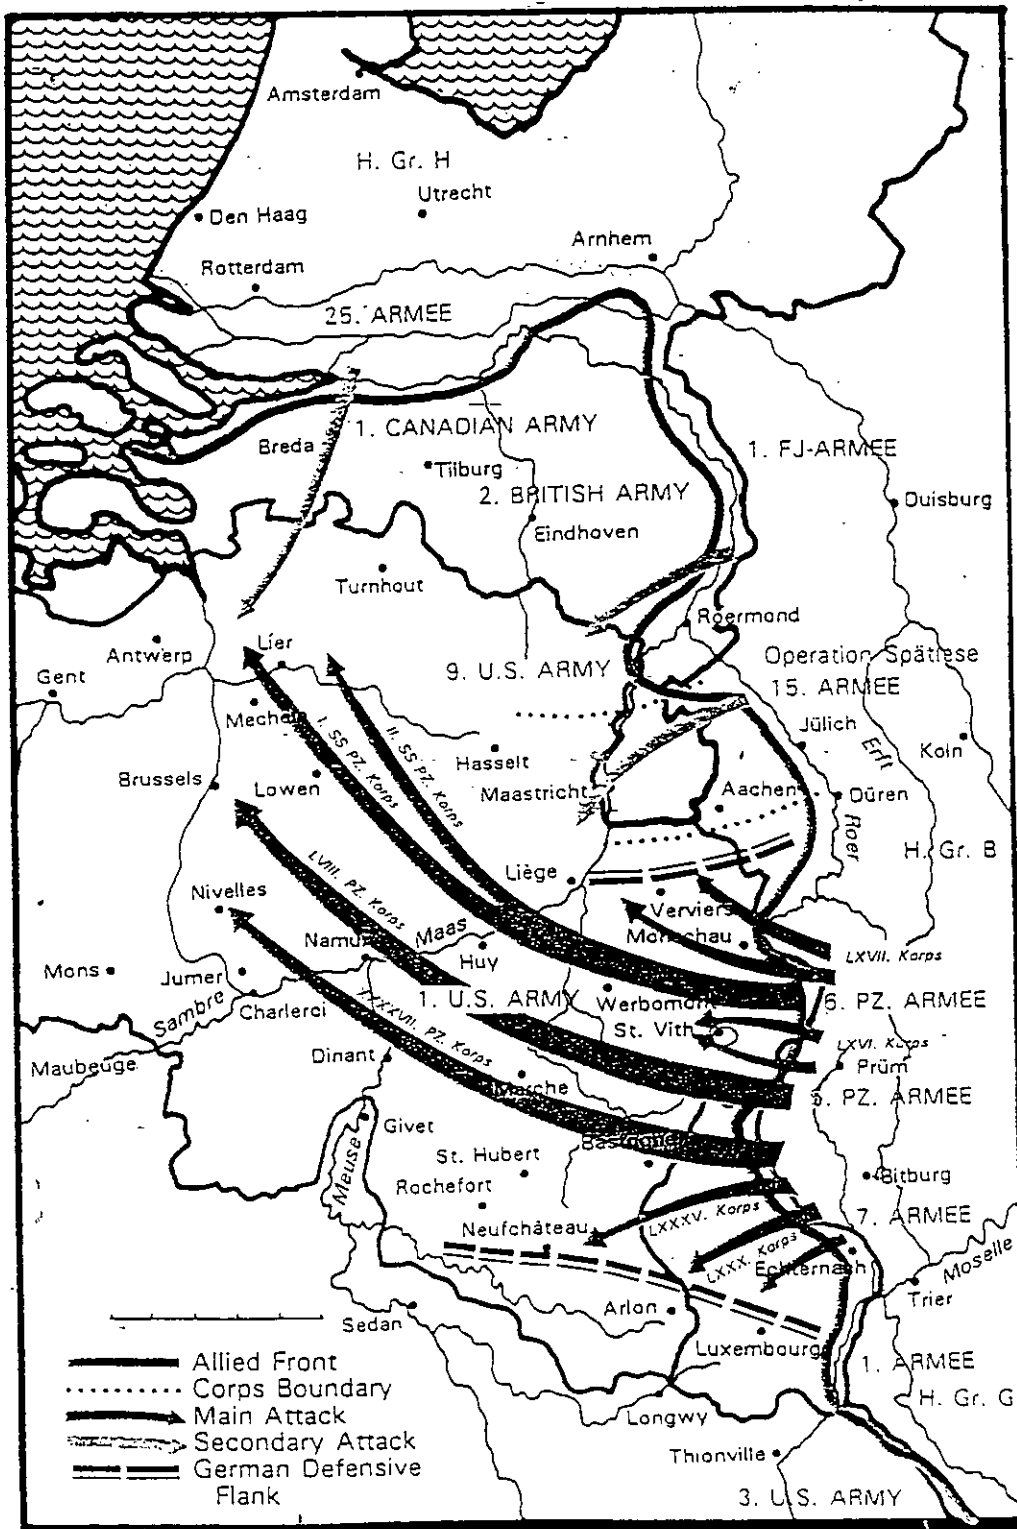 Amsterdam
H. Gr. H
Utrecht
Den Haag
Arnhem
Rotterdam
25. ARMEE
1. CANADIAN ARMY
Breda
1. FJ-ARMEE
Tilburg
2. BRITISH ARMY
Duisburg
Eindhoven
Turnhout
Roermond
Antwerp
Lier
Operation Spätlese
Gent
9. U.S. ARMY
15. ARMEE
Mecheln
I. SS PZ. Korps
II. SS PZ. Korps
Jülich
Erft
Koln
Hasselt
Brussels
Lowen
Maastricht
Aachen
Düren
Roer
H. Gr. B
LVIII. PZ. Korps
Liège
Nivelles
Verviers
Namur
Maas
Monschau
LXVII. Korps
Mons
Jumer
Huy
Sambre
Charleroi
1. U.S. ARMY
Werbomont
6. PZ. ARMEE
St. Vith
LXVI. Korps
XXXXVII. PZ. Korps
Maubeuge
Dinant
Prüm
Marche
5. PZ. ARMEE
Givet
Bastogne
Meuse
St. Hubert
Bitburg
Rochefort
LXXXV. Korps
7. ARMEE
Neufchâteau
LXXX. Korps
Echternach
Moselle
Trier
Arlon
Sedan
Luxembourg
Allied Front
1. ARMEE
Corps Boundary
H. Gr. G
Main Attack
Longwy
Secondary Attack
Thionville
German Defensive
Flank
3. U.S. ARMY